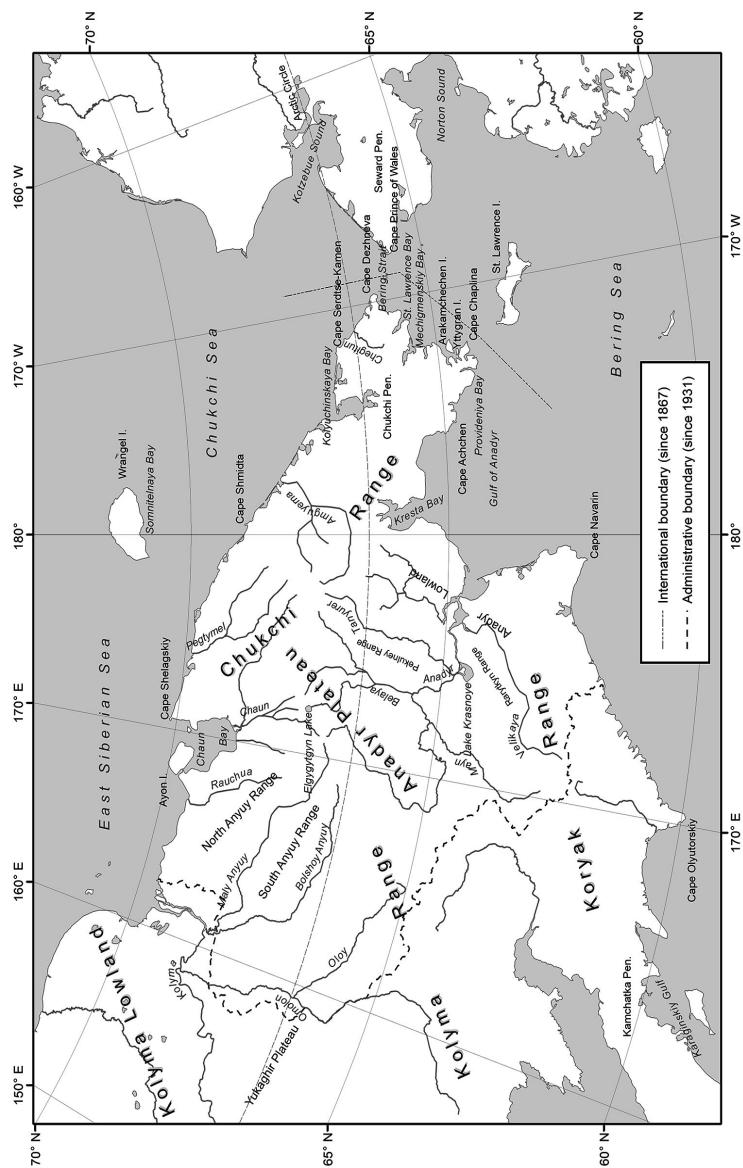 70° N
65° N
60° N
160° W
170° W
170° W
180°
180°
170° E
170° E
160° E
150° E
70° N
65° N
60° N
East Siberian Sea
Chukchi Sea
Bering Sea
Wrangel I.
Somnitelnaya Bay
Arctic Circle
Kotzebue Sound
Seward Pen.
Norton Sound
Cape Prince of Wales
Cape Dezhneva
Bering Strait
Cape Serdtse-Kamen
St. Lawrence Bay
Mechigmenskiy Bay
Arakamchechen I.
Yttygran I.
Cape Chaplina
St. Lawrence I.
Chegitun
Kolyuchinskaya Bay
Chukchi Pen.
Provideniya Bay
Cape Achchen
Gulf of Anadyr
Kresta Bay
Cape Shmidta
Amguyema
Chukchi
Range
Cape Navarin
Pegtymel
Cape Shelagskiy
Tanyurer
Lowland
Anadyr
Pekulney Range
Anadyr
Rarytkyn Range
Velikaya
Lake Krasnoye
Mayn
Belaya
Anadyr Plateau
Elgygytgyn Lake
Chaun
Chaun
Bay
Ayon I.
Rauchua
North Anyuy Range
South Anyuy Range
Maly Anyuy
Bolshoy Anyuy
Koryak
Range
Cape Olyutorskiy
Kolyma
Range
Oloy
Omolon
Kolyma
Kolyma Lowland
Yukaghir Plateau
Kamchatka Pen.
Karaginskiy Gulf
International boundary (since 1867)
Administrative boundary (since 1931)